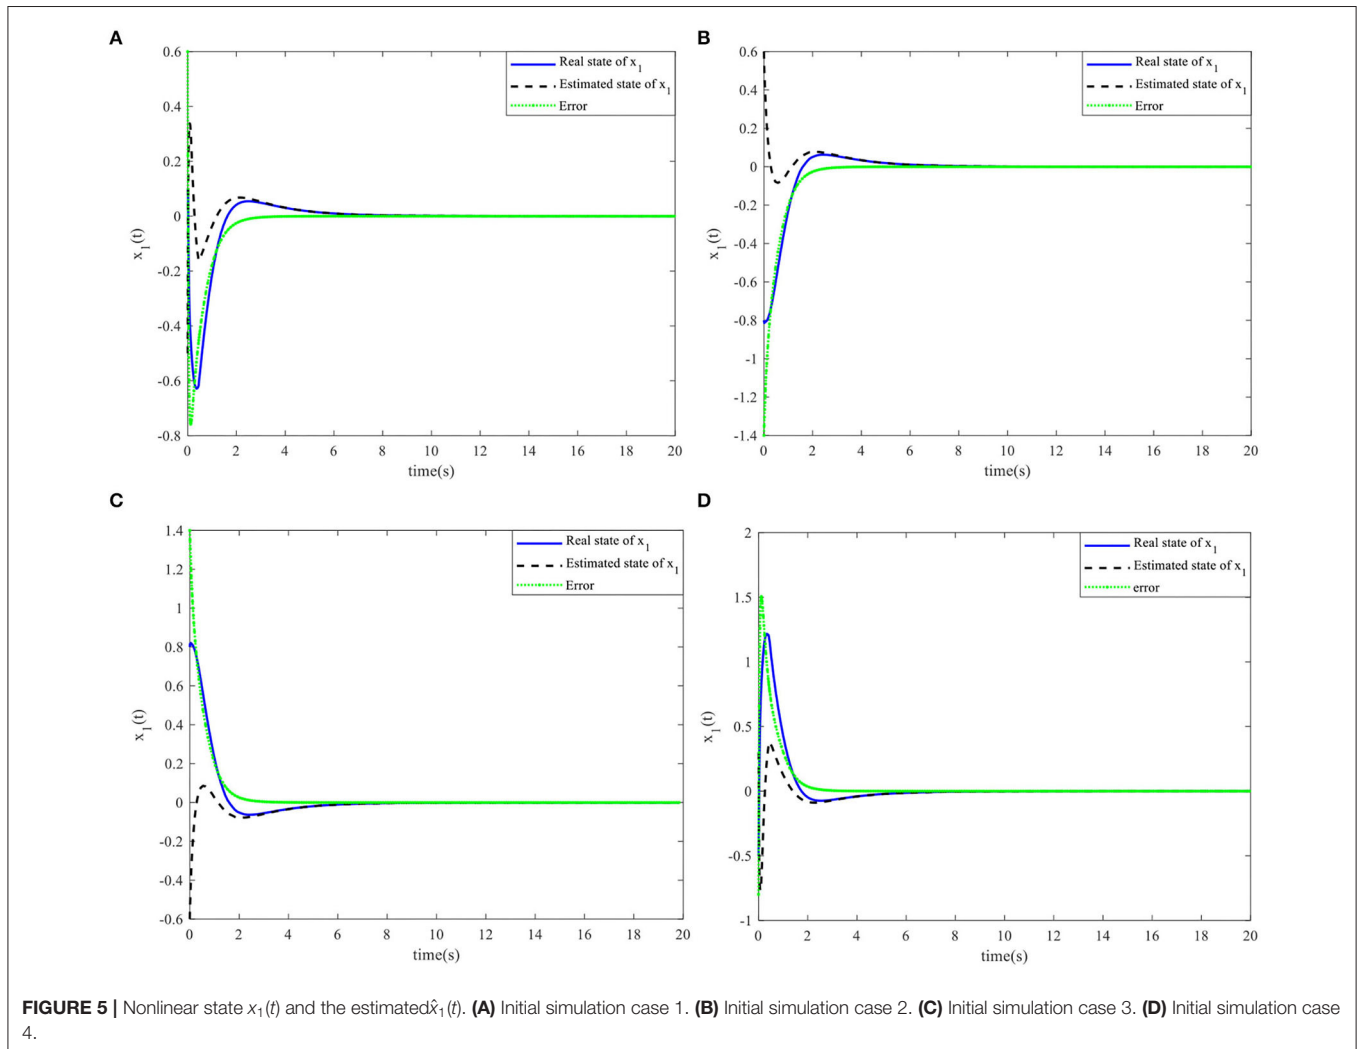 A
0.6
0.4
0.2
0
-0.2
-0.4
-0.6
-0.8
x1(t)
0 2 4 6 8 10 12 14 16 18 20
time(s)
Real state of x1
Estimated state of x1
Error
B
0.6
0.4
0.2
0
-0.2
-0.4
-0.6
-0.8
-1
-1.2
-1.4
x1(t)
0 2 4 6 8 10 12 14 16 18 20
time(s)
Real state of x1
Estimated state of x1
Error
C
1.4
1.2
1
0.8
0.6
0.4
0.2
0
-0.2
-0.4
-0.6
x1(t)
0 2 4 6 8 10 12 14 16 18 20
time(s)
Real state of x1
Estimated state of x1
Error
D
2
1.5
1
0.5
0
-0.5
-1
x1(t)
0 2 4 6 8 10 12 14 16 18 20
time(s)
Real state of x1
Estimated state of x1
error
FIGURE 5 | Nonlinear state x1(t) and the estimatedx̂1(t). (A) Initial simulation case 1. (B) Initial simulation case 2. (C) Initial simulation case 3. (D) Initial simulation case
4.